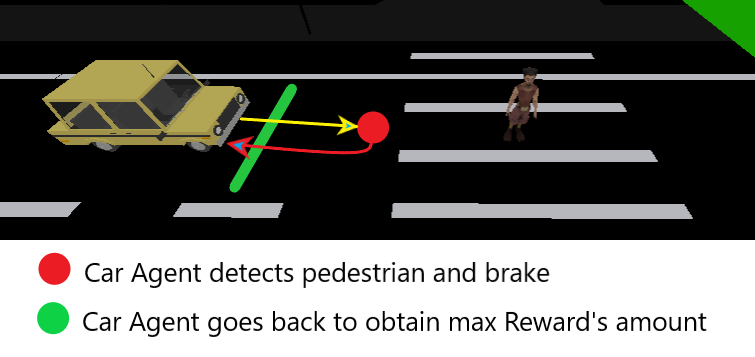 Car Agent detects pedestrian and brake
Car Agent goes back to obtain max Reward's amount